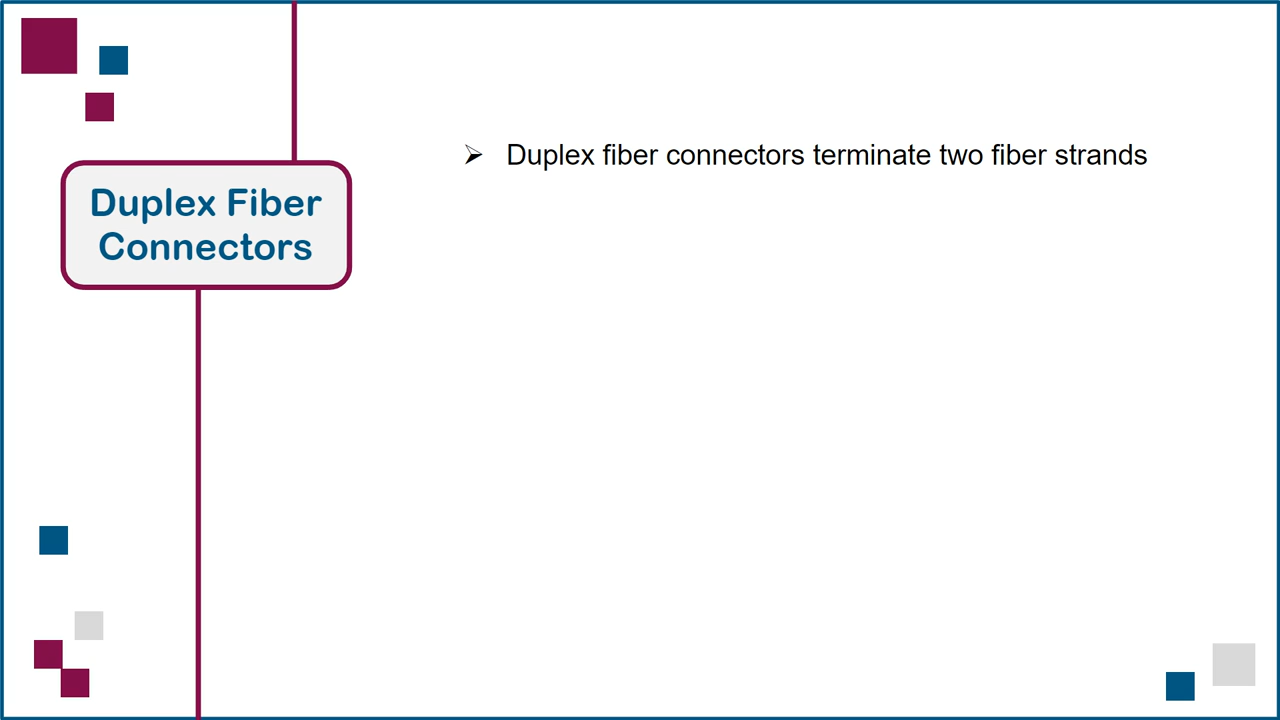 Duplex Fiber
Connectors
➢ Duplex fiber connectors terminate two fiber strands